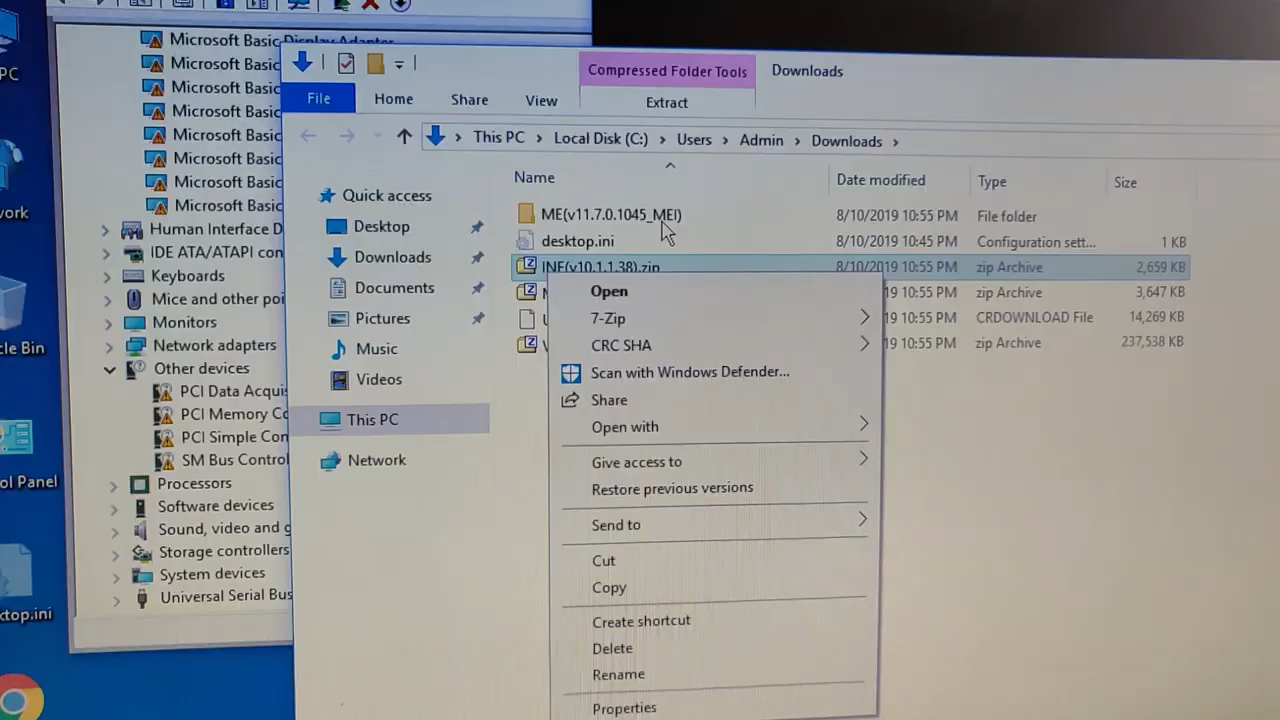 PC
work
cle Bin
ol Panel
ktop.ini
Microsoft Basic Display Adapter
Microsoft Basic
Microsoft Basic
Microsoft Basic
Microsoft Basic
Microsoft Basic
Microsoft Basic
Microsoft Basic
Human Interface D
IDE ATA/ATAPI con
Keyboards
Mice and other poi
Monitors
Network adapters
Other devices
PCI Data Acquis
PCI Memory Co
PCI Simple Con
SM Bus Control
Processors
Software devices
Sound, video and g
Storage controllers
System devices
Universal Serial Bus
Compressed Folder Tools
Downloads
File
Home
Share
View
Extract
This PC > Local Disk (C:) > Users > Admin > Downloads >
Quick access
Desktop
Downloads
Documents
Pictures
Music
Videos
This PC
Network
Name Date modified Type Size
ME(v11.7.0.1045_MEI) 8/10/2019 10:55 PM File folder
desktop.ini 8/10/2019 10:45 PM Configuration sett... 1 KB
INF(v10.1.1.38).zip 8/10/2019 10:55 PM zip Archive 2,659 KB
19 10:55 PM zip Archive 3,647 KB
19 10:55 PM CRDOWNLOAD File 14,269 KB
19 10:55 PM zip Archive 237,538 KB
Open
7-Zip
CRC SHA
Scan with Windows Defender...
Share
Open with
Give access to
Restore previous versions
Send to
Cut
Copy
Create shortcut
Delete
Rename
Properties